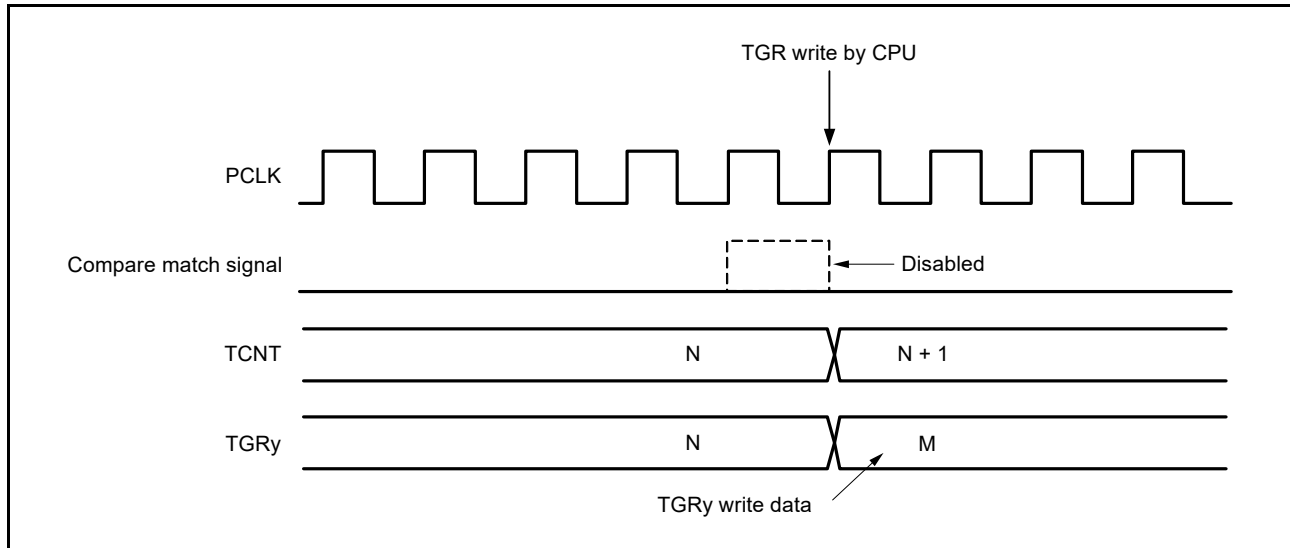 TGR write by CPU
PCLK
Compare match signal
Disabled
TCNT
N
N + 1
TGRy
N
M
TGRy write data